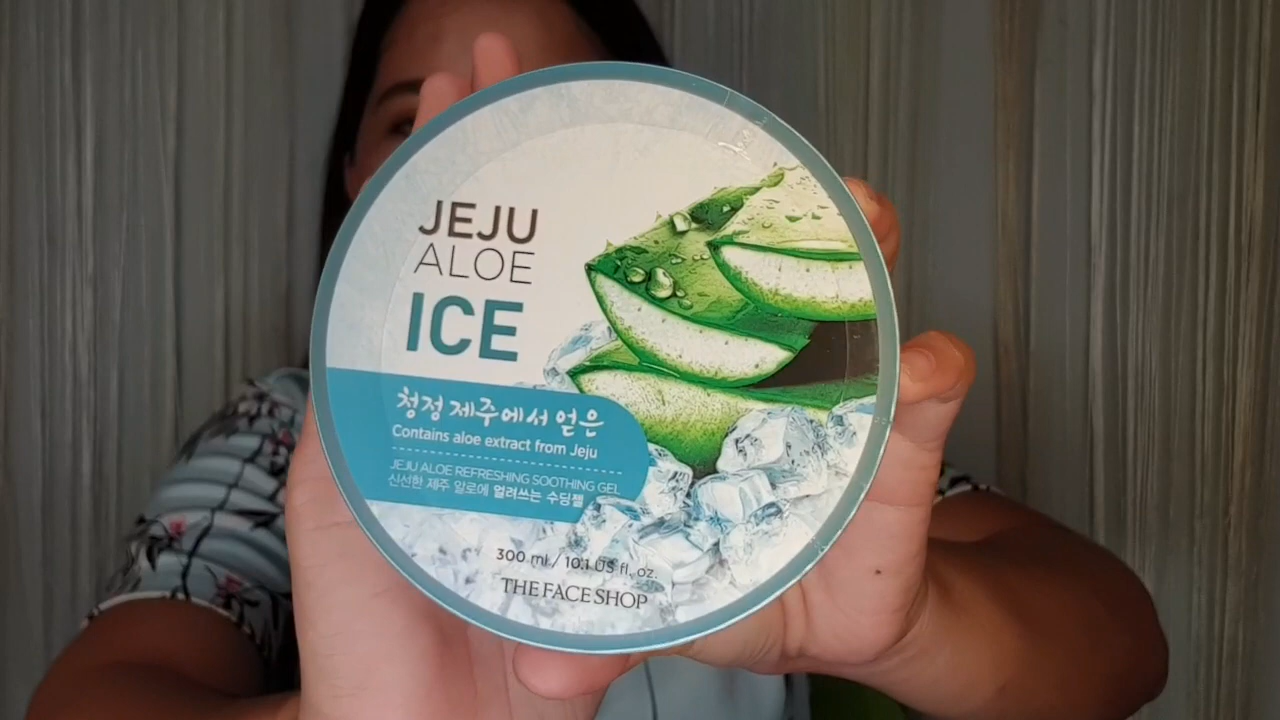 JEJU
ALOE
ICE
청정 제주에서 얻은
Contains aloe extract from Jeju
JEJU ALOE REFRESHING SOOTHING GEL
신선한 제주 알로에 얼려쓰는 수딩젤
300 ml / 10.1 US fl. oz.
THE FACE SHOP